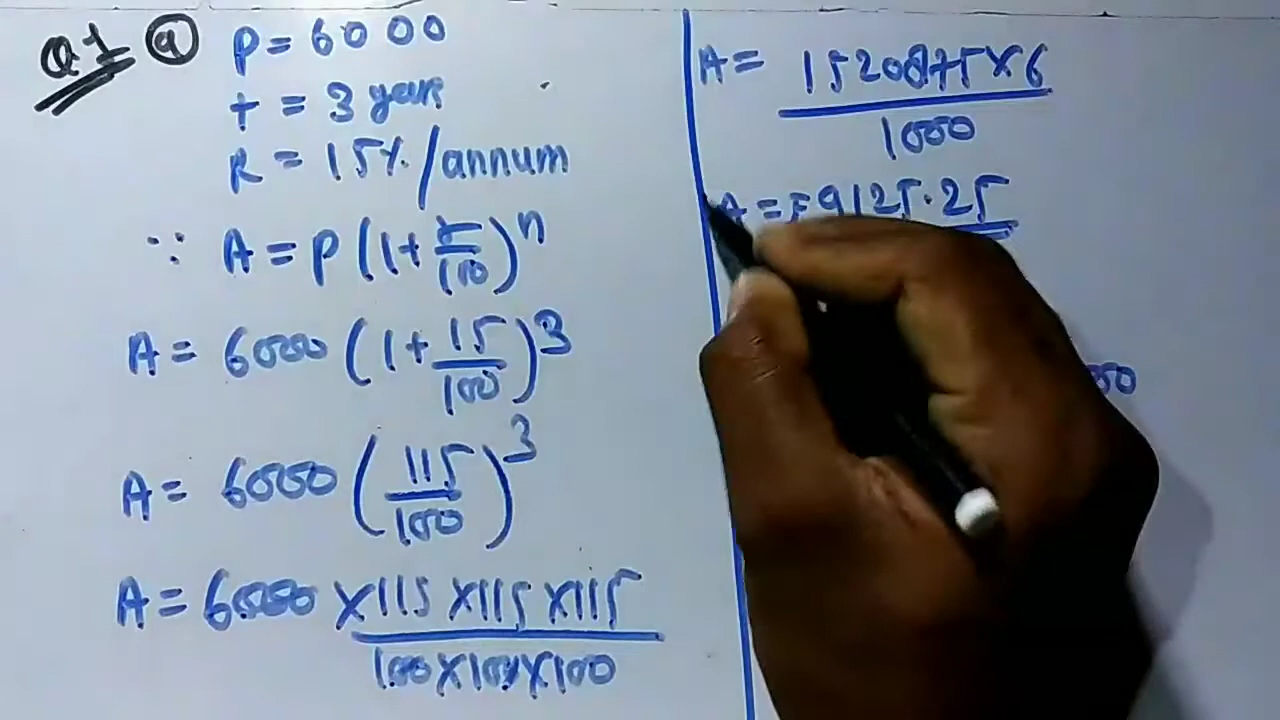 Q1 (a) P = 6000
t = 3 years
R = 15% / annum
∵ A = P (1 + r/100)^n
A = 6000 (1 + 15/100)^3
A = 6000 (115/100)^3
A = 6000 × 115 × 115 × 115
100 × 100 × 100
A = 1520875 × 6
1000
A = ₹ 9125.25